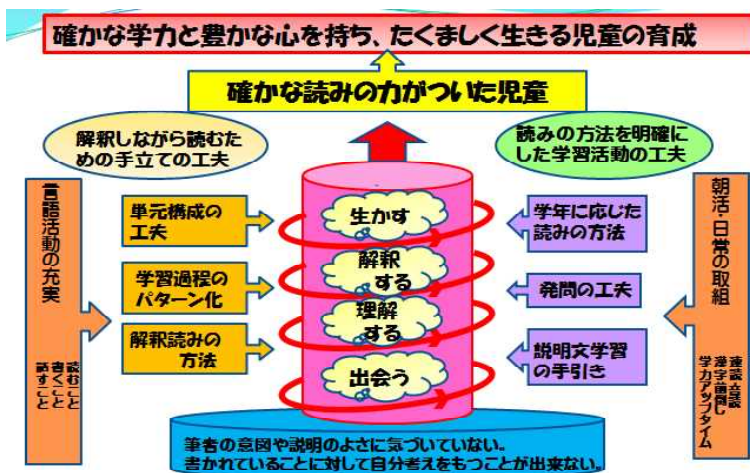 確かな学力と豊かな心を持ち、たくましく生きる児童の育成
確かな読みの力がついた児童
解釈しながら読むた
めの手立ての工夫
読みの方法を明確に
した学習活動の工夫
言語活動の充実
読むこと
書くこと
話すこと
単元構成の
工夫
学習過程の
パターン化
解釈読みの
方法
生かす
解釈
する
理解
する
出会う
学年に応じた
読みの方法
発問の工夫
説明文学習
の手引き
朝活・日常の取組
速読・音読
漢字前倒し
学力アップタイム
筆者の意図や説明のよさに気づいていない。
書かれていることに対して自分考えをもつことが出来ない。